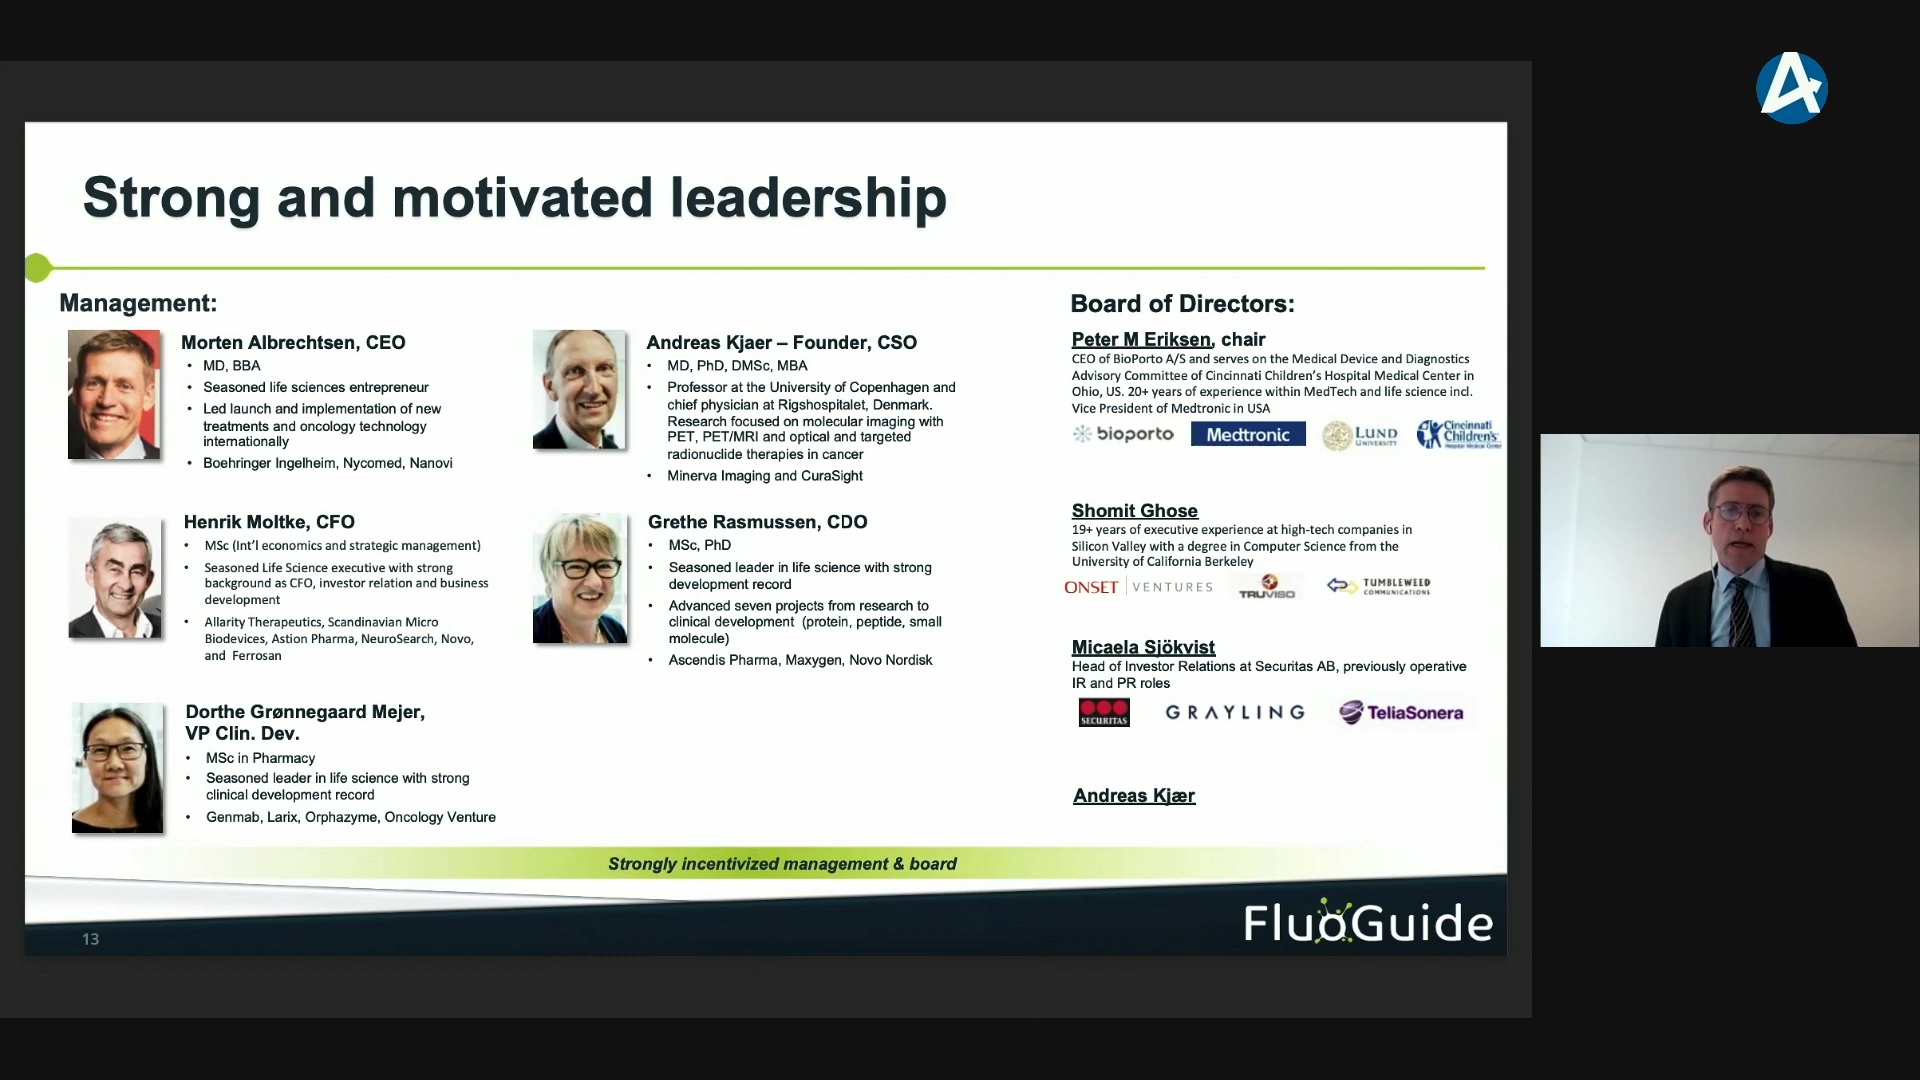 Strong and motivated leadership
Management:
Morten Albrechtsen, CEO
• MD, BBA
• Seasoned life sciences entrepreneur
• Led launch and implementation of new
treatments and oncology technology
internationally
• Boehringer Ingelheim, Nycomed, Nanovi
Andreas Kjaer – Founder, CSO
• MD, PhD, DMSc, MBA
• Professor at the University of Copenhagen and
chief physician at Rigshospitalet, Denmark.
Research focused on molecular imaging with
PET, PET/MRI and optical and targeted
radionuclide therapies in cancer
• Minerva Imaging and CuraSight
Henrik Moltke, CFO
• MSc (Int'l economics and strategic management)
• Seasoned Life Science executive with strong
background as CFO, investor relation and business
development
• Allarity Therapeutics, Scandinavian Micro
Biodevices, Astion Pharma, NeuroSearch, Novo,
and Ferrosan
Grethe Rasmussen, CDO
• MSc, PhD
• Seasoned leader in life science with strong
development record
• Advanced seven projects from research to
clinical development (protein, peptide, small
molecule)
• Ascendis Pharma, Maxygen, Novo Nordisk
Dorthe Grønnegaard Mejer,
VP Clin. Dev.
• MSc in Pharmacy
• Seasoned leader in life science with strong
clinical development record
• Genmab, Larix, Orphazyme, Oncology Venture
Board of Directors:
Peter M Eriksen, chair
CEO of BioPorto A/S and serves on the Medical Device and Diagnostics
Advisory Committee of Cincinnati Children's Hospital Medical Center in
Ohio, US. 20+ years of experience within MedTech and life science incl.
Vice President of Medtronic in USA
bioporto
Medtronic
LUND
UNIVERSITY
Cincinnati
Children's
Hospital Medical Center
Shomit Ghose
19+ years of executive experience at high-tech companies in
Silicon Valley with a degree in Computer Science from the
University of California Berkeley
ONSET | VENTURES
TRUVISO
TUMBLEWEED
COMMUNICATIONS
Micaela Sjökvist
Head of Investor Relations at Securitas AB, previously operative
IR and PR roles
SECURITAS
GRAYLING
TeliaSonera
Andreas Kjær
Strongly incentivized management & board
13
FluoGuide